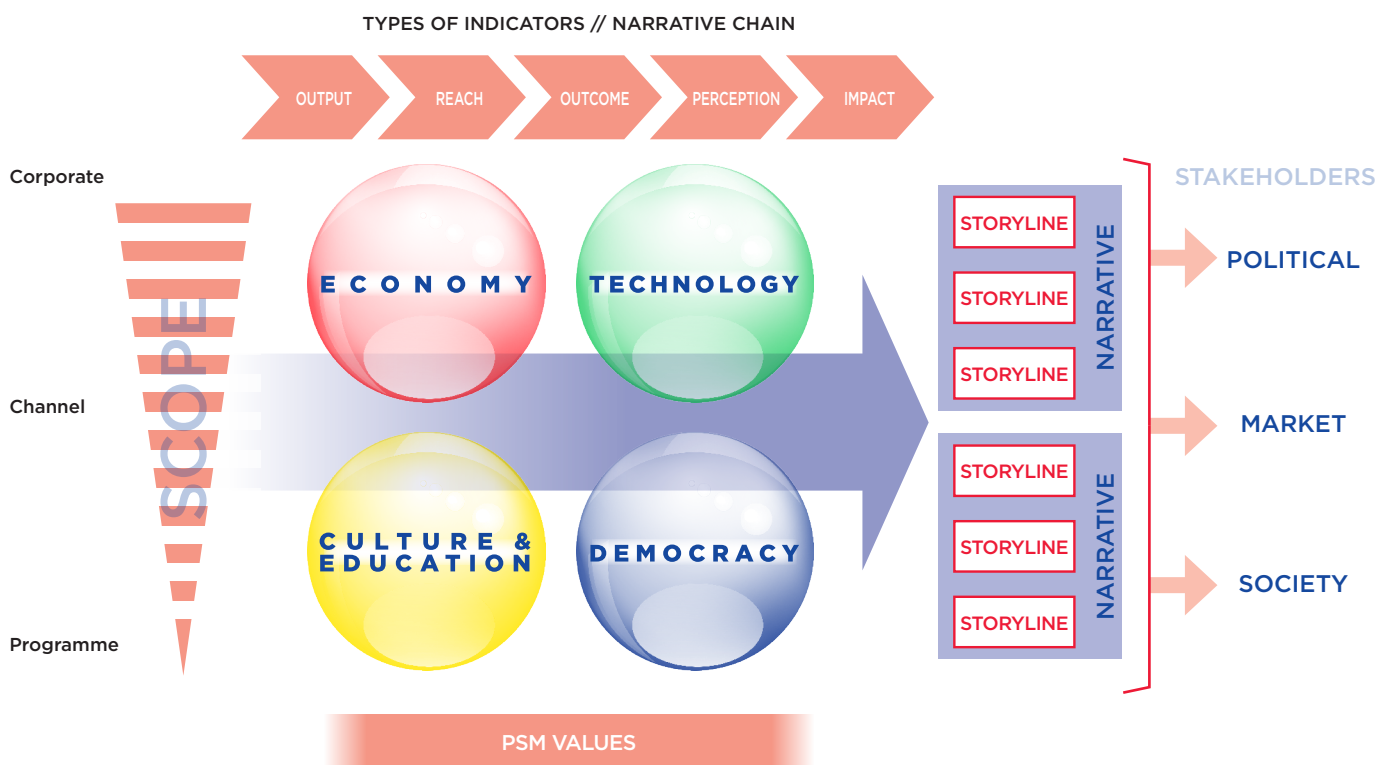 TYPES OF INDICATORS // NARRATIVE CHAIN
OUTPUT
REACH
OUTCOME
PERCEPTION
IMPACT
Corporate
Channel
Programme
SCOPE
ECONOMY
TECHNOLOGY
CULTURE &
EDUCATION
DEMOCRACY
STORYLINE
STORYLINE
STORYLINE
NARRATIVE
STORYLINE
STORYLINE
STORYLINE
NARRATIVE
STAKEHOLDERS
POLITICAL
MARKET
SOCIETY
PSM VALUES